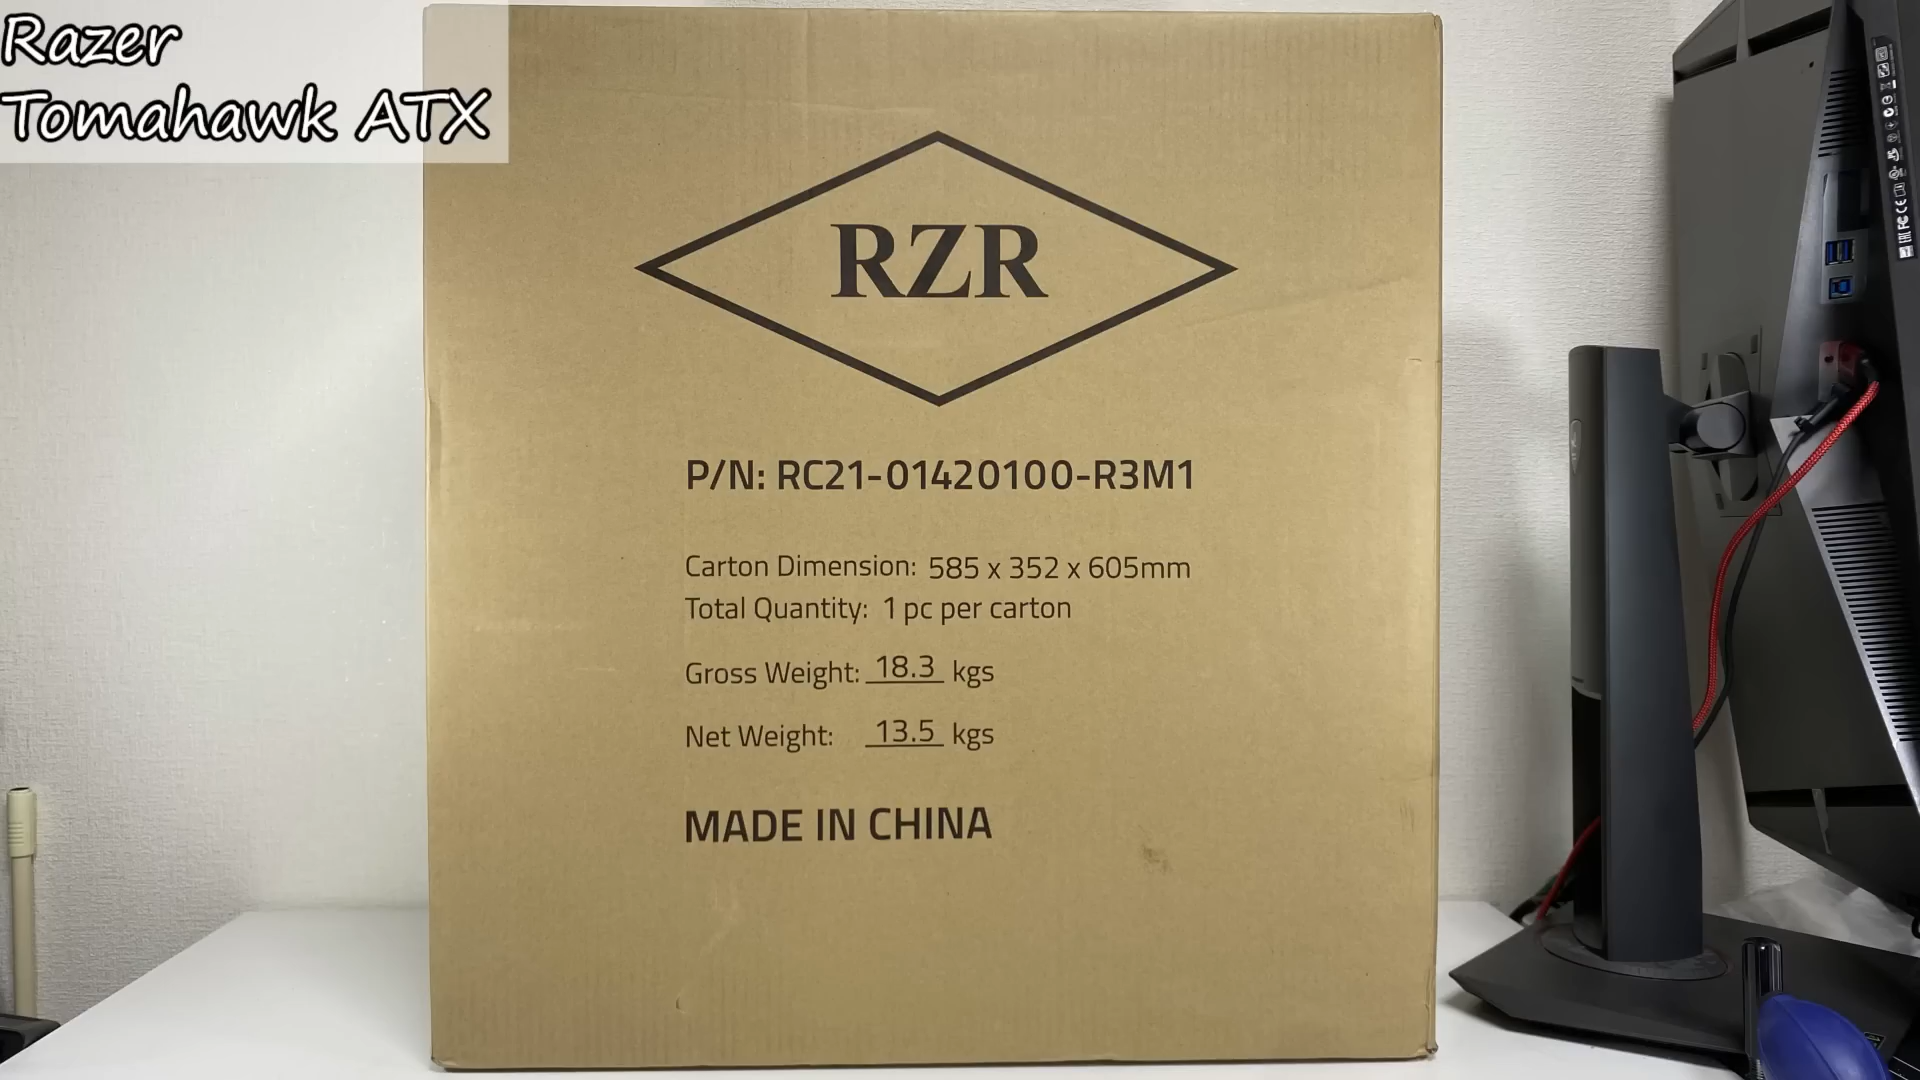 Razer
Tomahawk ATX
RZR
P/N: RC21-01420100-R3M1
Carton Dimension: 585 x 352 x 605mm
Total Quantity: 1 pc per carton
Gross Weight: 18.3 kgs
Net Weight: 13.5 kgs
MADE IN CHINA